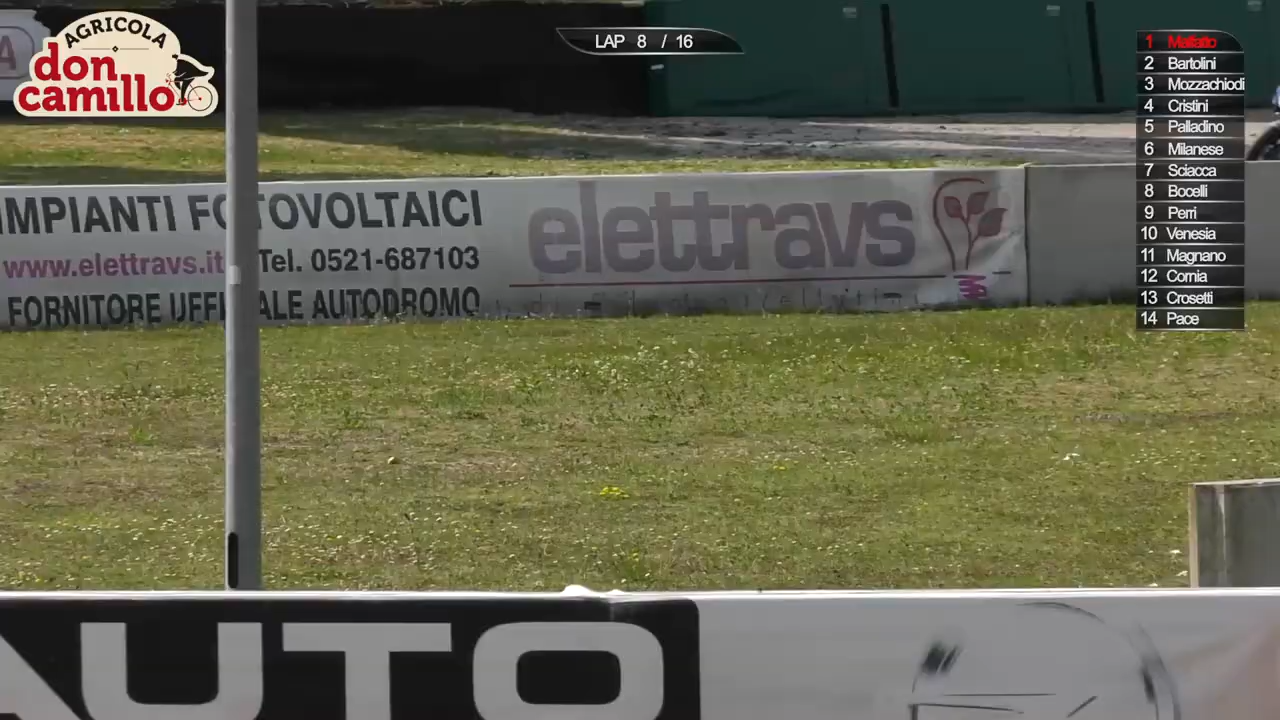 AGRICOLA
don
camillo
LAP 8 / 16
1 Malfatto
2 Bartolini
3 Mozzachiodi
4 Cristini
5 Palladino
6 Milanese
7 Sciacca
8 Bocelli
9 Perri
10 Venesia
11 Magnano
12 Cornia
13 Crosetti
14 Pace
IMPIANTI FOTOVOLTAICI
www.elettravs.it Tel. 0521-687103
FORNITORE UFFICIALE AUTODROMO
elettravs
AUTO